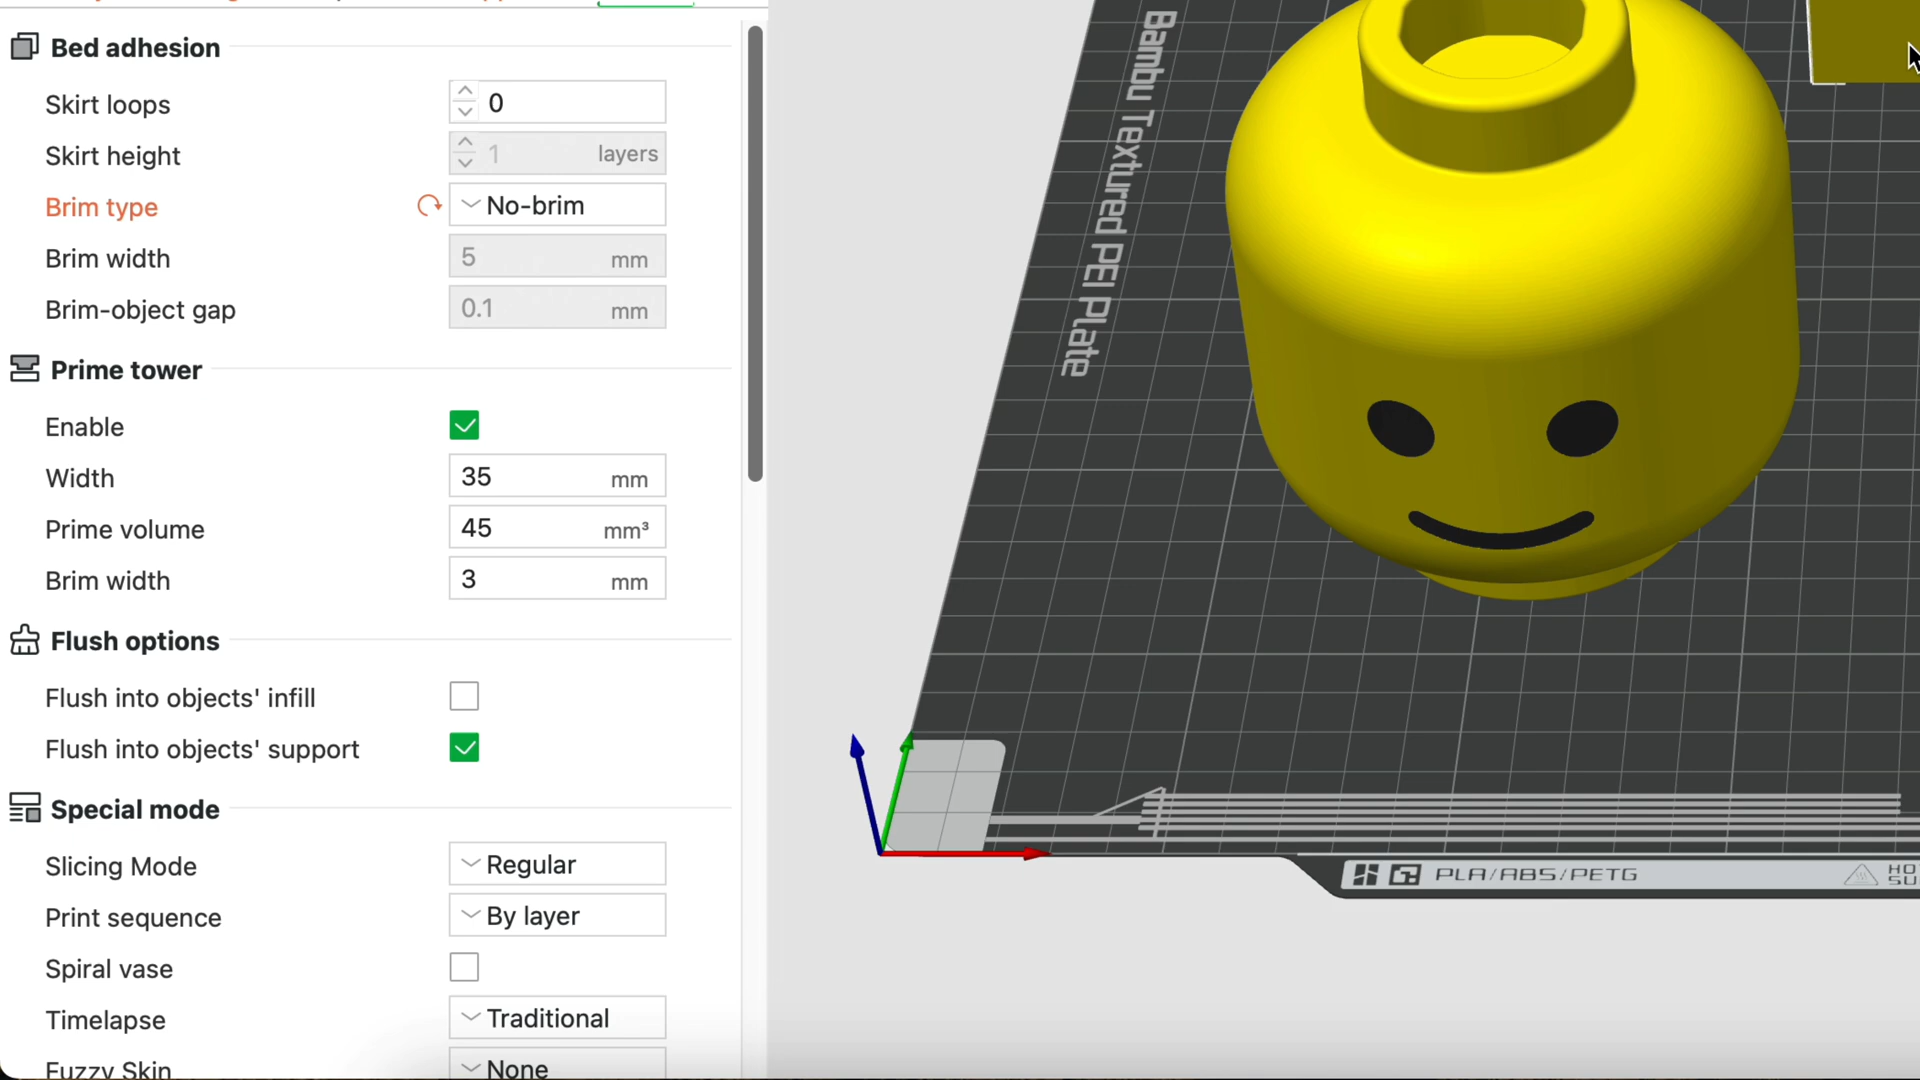 Bed adhesion
Skirt loops 0
Skirt height 1 layers
Brim type No-brim
Brim width 5 mm
Brim-object gap 0.1 mm
Prime tower
Enable
Width 35 mm
Prime volume 45 mm³
Brim width 3 mm
Flush options
Flush into objects' infill
Flush into objects' support
Special mode
Slicing Mode Regular
Print sequence By layer
Spiral vase
Timelapse Traditional
Fuzzy Skin None
Bambu Textured PEI Plate
PLA/ABS/PETG